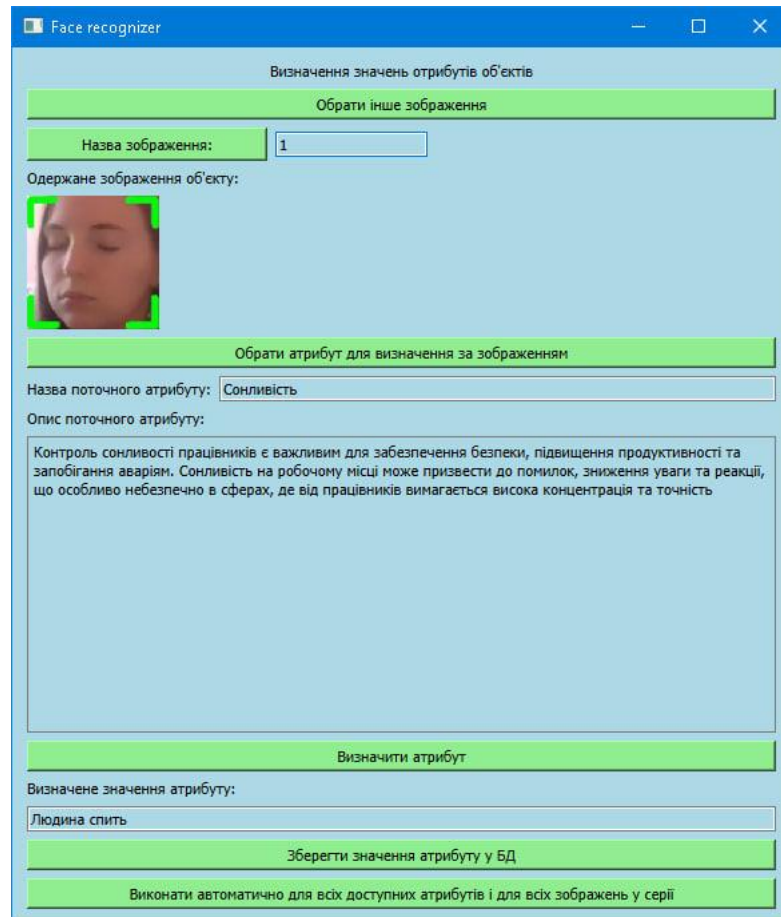 Face recognizer
Визначення значень отрибутів об'єктів
Обрати інше зображення
Назва зображення: 1
Одержане зображення об'єкту:
Обрати атрибут для визначення за зображенням
Назва поточного атрибуту: Сонливість
Опис поточного атрибуту:
Контроль сонливості працівників є важливим для забезпечення безпеки, підвищення продуктивності та
запобігання аваріям. Сонливість на робочому місці може призвести до помилок, зниження уваги та реакції,
що особливо небезпечно в сферах, де від працівників вимагається висока концентрація та точність
Визначити атрибут
Визначене значення атрибуту:
Людина спить
Зберегти значення атрибуту у БД
Виконати автоматично для всіх доступних атрибутів і для всіх зображень у серії